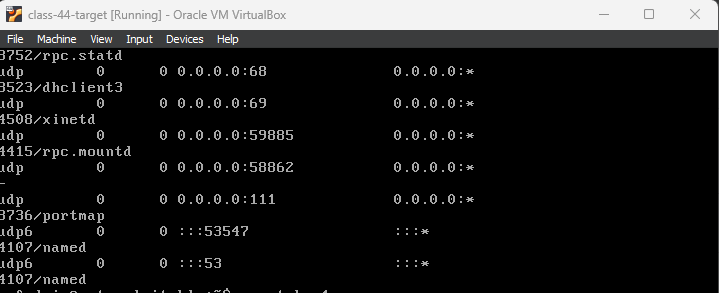 class-44-target [Running] - Oracle VM VirtualBox
File Machine View Input Devices Help
3752/rpc.statd
udp 0 0 0.0.0.0:68 0.0.0.0:*
3523/dhclient3
udp 0 0 0.0.0.0:69 0.0.0.0:*
4508/xinetd
udp 0 0 0.0.0.0:59885 0.0.0.0:*
4415/rpc.mountd
udp 0 0 0.0.0.0:58862 0.0.0.0:*
-
udp 0 0 0.0.0.0:111 0.0.0.0:*
3736/portmap
udp6 0 0 :::53547 :::*
4107/named
udp6 0 0 :::53 :::*
4107/named